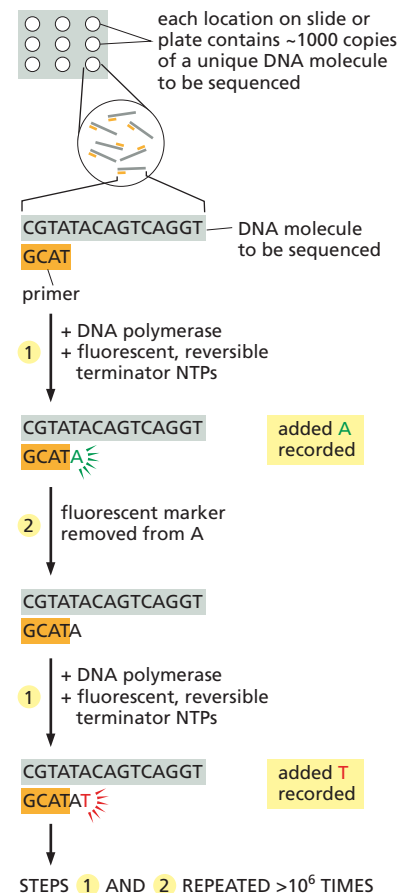 each location on slide or
plate contains ~1000 copies
of a unique DNA molecule
to be sequenced
CGTATACAGTCAGGT
DNA molecule
to be sequenced
GCAT
primer
1
+ DNA polymerase
+ fluorescent, reversible
terminator NTPs
CGTATACAGTCAGGT
GCATA
added A
recorded
2
fluorescent marker
removed from A
CGTATACAGTCAGGT
GCATA
1
+ DNA polymerase
+ fluorescent, reversible
terminator NTPs
CGTATACAGTCAGGT
GCATAT
added T
recorded
STEPS 1 AND 2 REPEATED >10⁶ TIMES